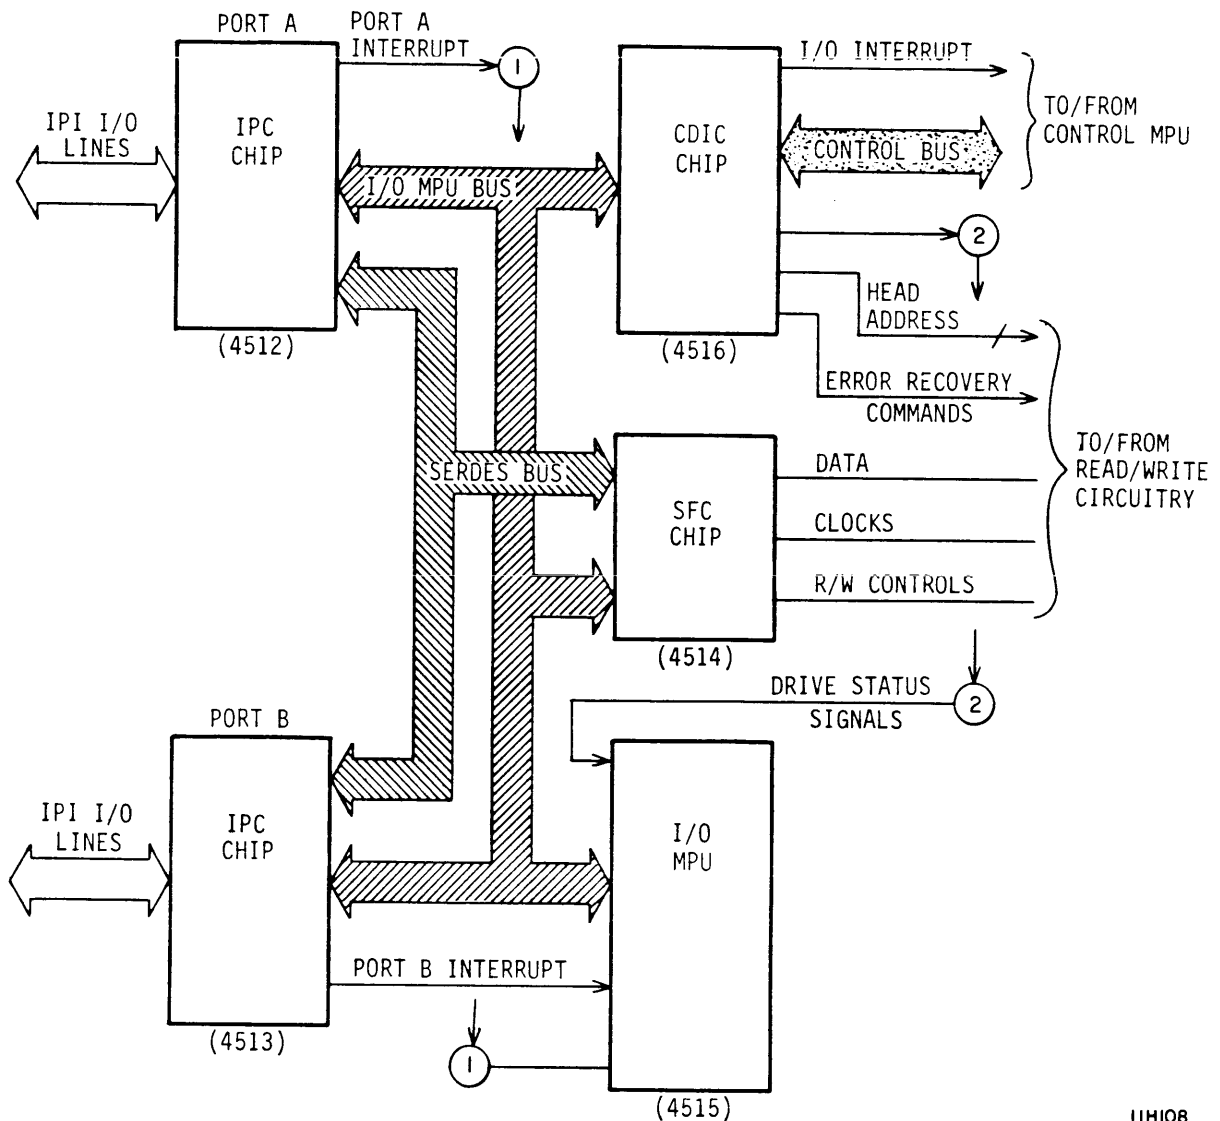 PORT A
PORT A
INTERRUPT
1
I/O INTERRUPT
IPI I/O
LINES
IPC
CHIP
CDIC
CHIP
TO/FROM
CONTROL MPU
CONTROL BUS
I/O MPU BUS
2
HEAD
ADDRESS
(4512)
(4516)
ERROR RECOVERY
COMMANDS
TO/FROM
READ/WRITE
CIRCUITRY
SERDES BUS
DATA
SFC
CHIP
CLOCKS
R/W CONTROLS
(4514)
DRIVE STATUS
SIGNALS
2
PORT B
IPI I/O
LINES
IPC
CHIP
I/O
MPU
PORT B INTERRUPT
(4513)
1
(4515)
11H108